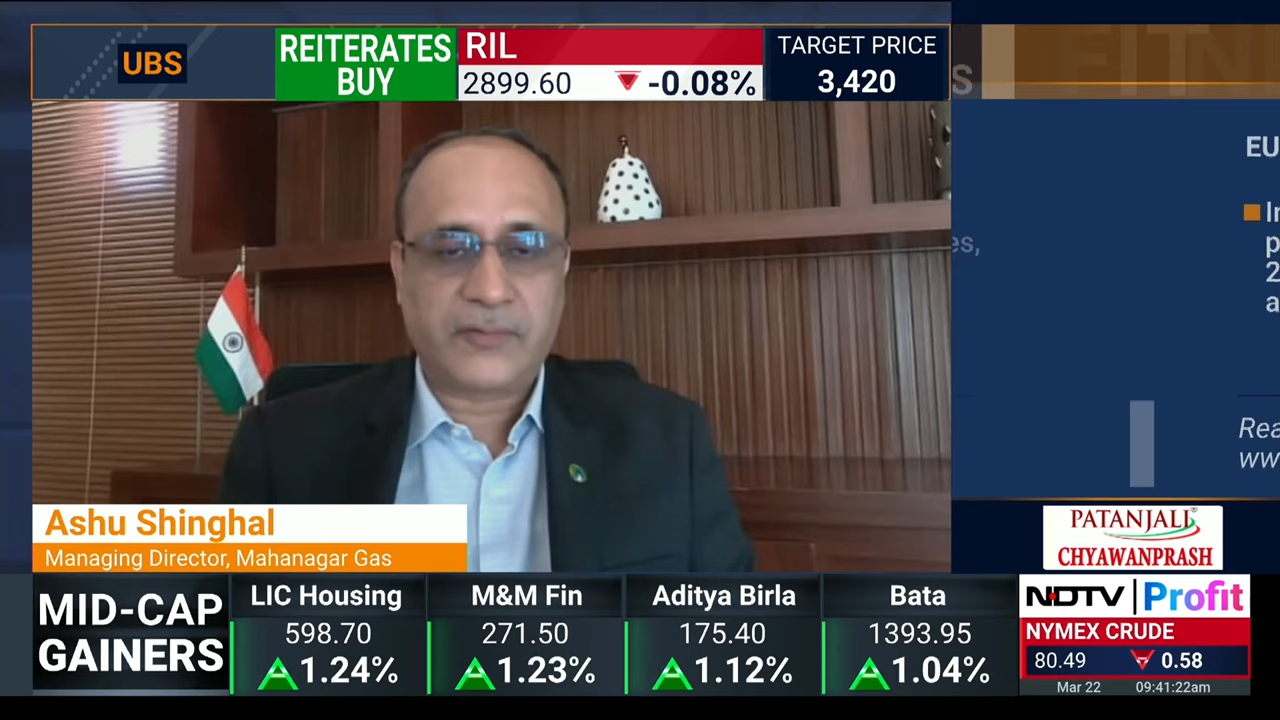 UBS
REITERATES
BUY
RIL
2899.60 -0.08%
TARGET PRICE
3,420
EU
Ashu Shinghal
Managing Director, Mahanagar Gas
PATANJALI
CHYAWANPRASH
MID-CAP
GAINERS
LIC Housing
598.70
1.24%
M&M Fin
271.50
1.23%
Aditya Birla
175.40
1.12%
Bata
1393.95
1.04%
NDTV Profit
NYMEX CRUDE
80.49 0.58
Mar 22 09:41:22am